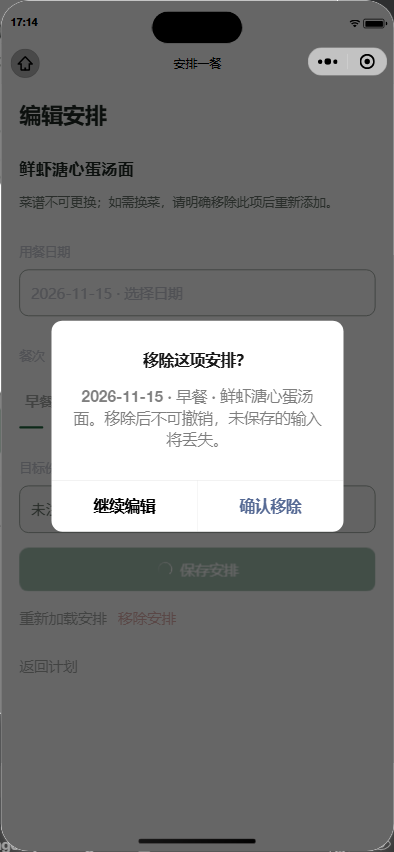 17:14
安排一餐
编辑安排
鲜虾溏心蛋汤面
菜谱不可更换；如需换菜，请明确移除此项后重新添加。
用餐日期
2026-11-15 · 选择日期
餐次
早餐
移除这项安排？
2026-11-15 · 早餐 · 鲜虾溏心蛋汤
面。移除后不可撤销，未保存的输入
将丢失。
目标
未
继续编辑
确认移除
保存安排
重新加载安排
移除安排
返回计划